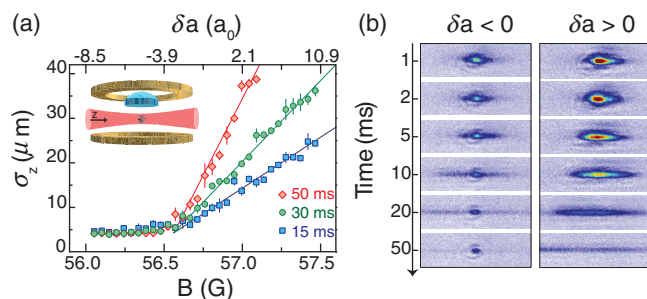 (a)
δa (a₀)
-8.5 -3.9 2.1 10.9
σz (μ m)
40
30
20
10
0
z
50 ms
30 ms
15 ms
56.0 56.5 57.0 57.5
B (G)
(b)
δa < 0 δa > 0
Time (ms)
1
2
5
10
20
50